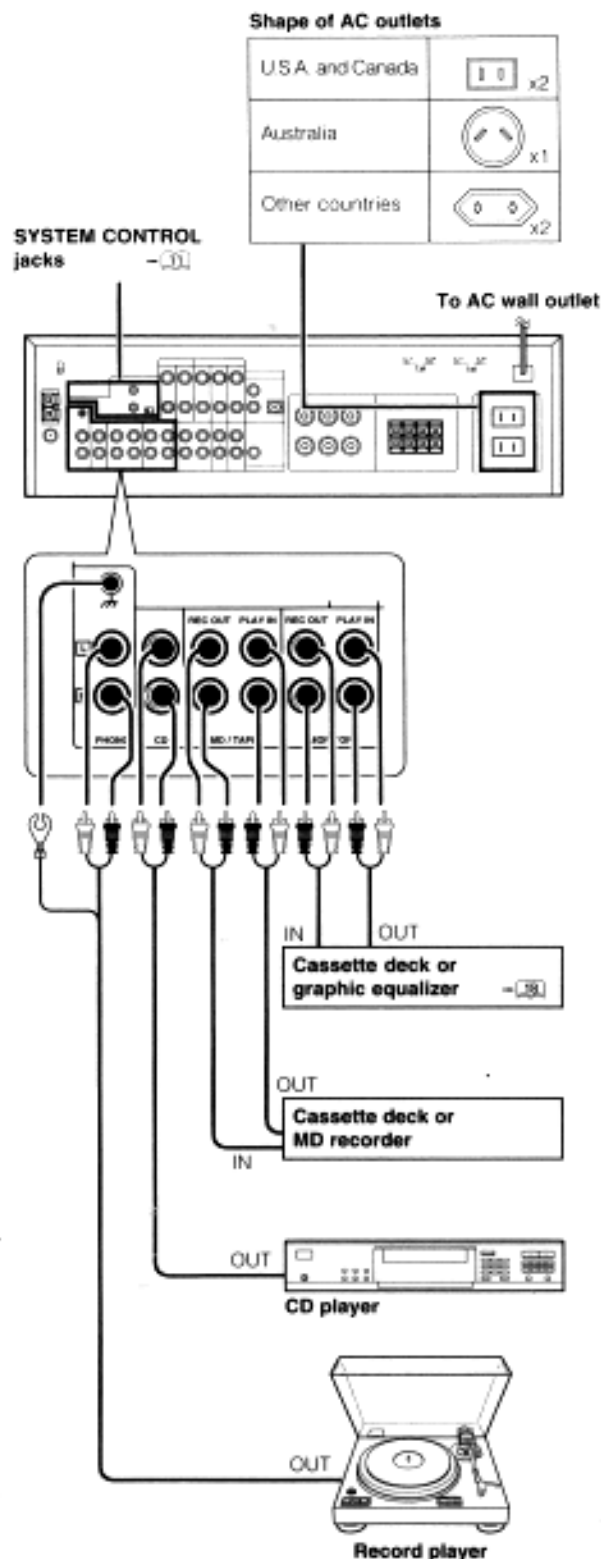 Shape of AC outlets
U.S.A. and Canada
x2
Australia
x1
Other countries
x2
SYSTEM CONTROL
jacks
To AC wall outlet
REC OUT PLAY IN REC OUT PLAY IN
L
PHONO CD MD / TAPE
IN OUT
Cassette deck or
graphic equalizer
OUT
Cassette deck or
MD recorder
IN
OUT
CD player
OUT
Record player